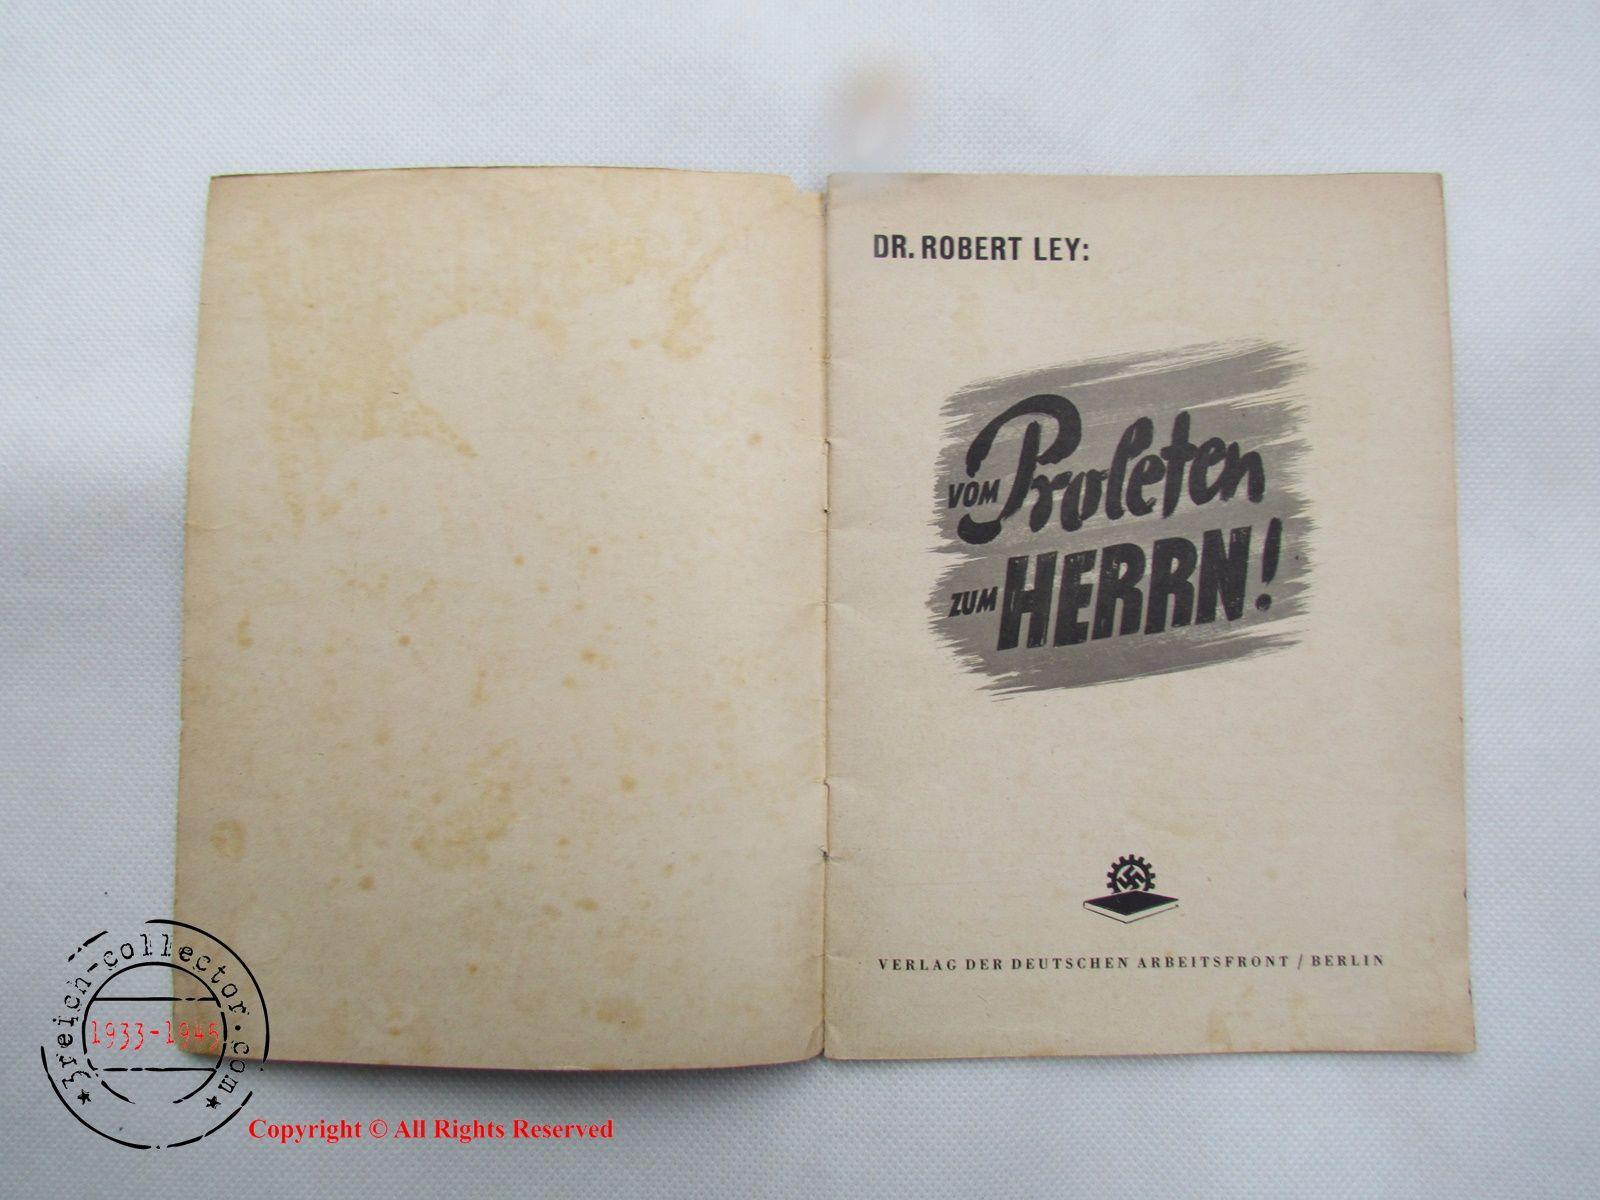 DR. ROBERT LEY:
VOM Proleten
ZUM HERRN!
VERLAG DER DEUTSCHEN ARBEITSFRONT / BERLIN
3reich-collector.com
1933-1945
Copyright © All Rights Reserved